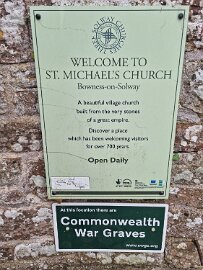 SOLWAY
WELCOME TO
ST. MICHAEL'S CHURCH
Bowness-on-Solway
A beautiful village church
built from the very stones
of a great empire.
Discover a place
which has been welcoming visitors
for over 700 years.
Open Daily
At this location there are
Commonwealth
War Graves
www.cwgc.org